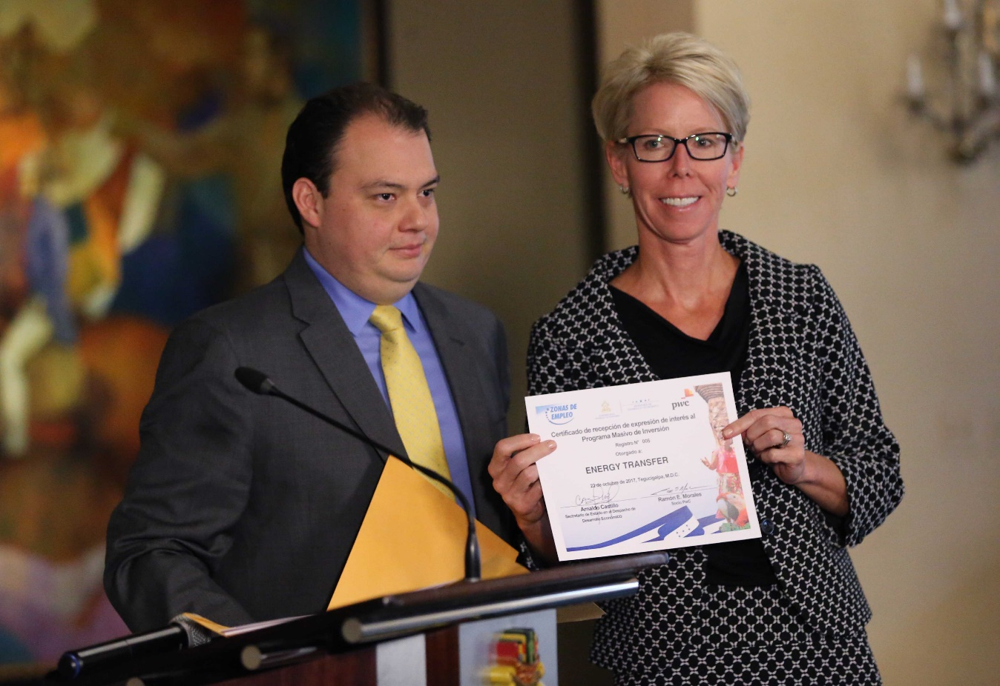 ZONAS DE
EMPLEO
pwc
Certificado de recepción de expresión de interés al
Programa Masivo de Inversión
Registro N° 005
Otorgado a:
ENERGY TRANSFER
23 de octubre de 2017, Tegucigalpa, M.D.C.
Arnaldo Castillo
Secretario de Estado en el Despacho de
Desarrollo Económico
Ramón E. Morales
Socio PwC